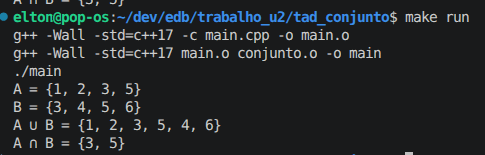 elton@pop-os:~/dev/edb/trabalho_u2/tad_conjunto$ make run
g++ -Wall -std=c++17 -c main.cpp -o main.o
g++ -Wall -std=c++17 main.o conjunto.o -o main
./main
A = {1, 2, 3, 5}
B = {3, 4, 5, 6}
A ∪ B = {1, 2, 3, 5, 4, 6}
A ∩ B = {3, 5}